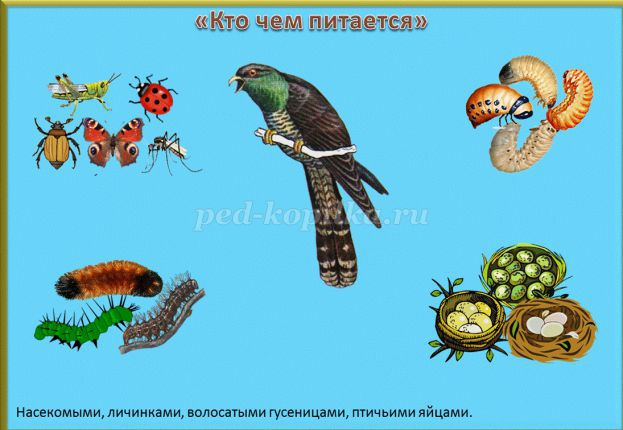 «Кто чем питается»
ped-kopilka.ru
Насекомыми, личинками, волосатыми гусеницами, птичьими яйцами.